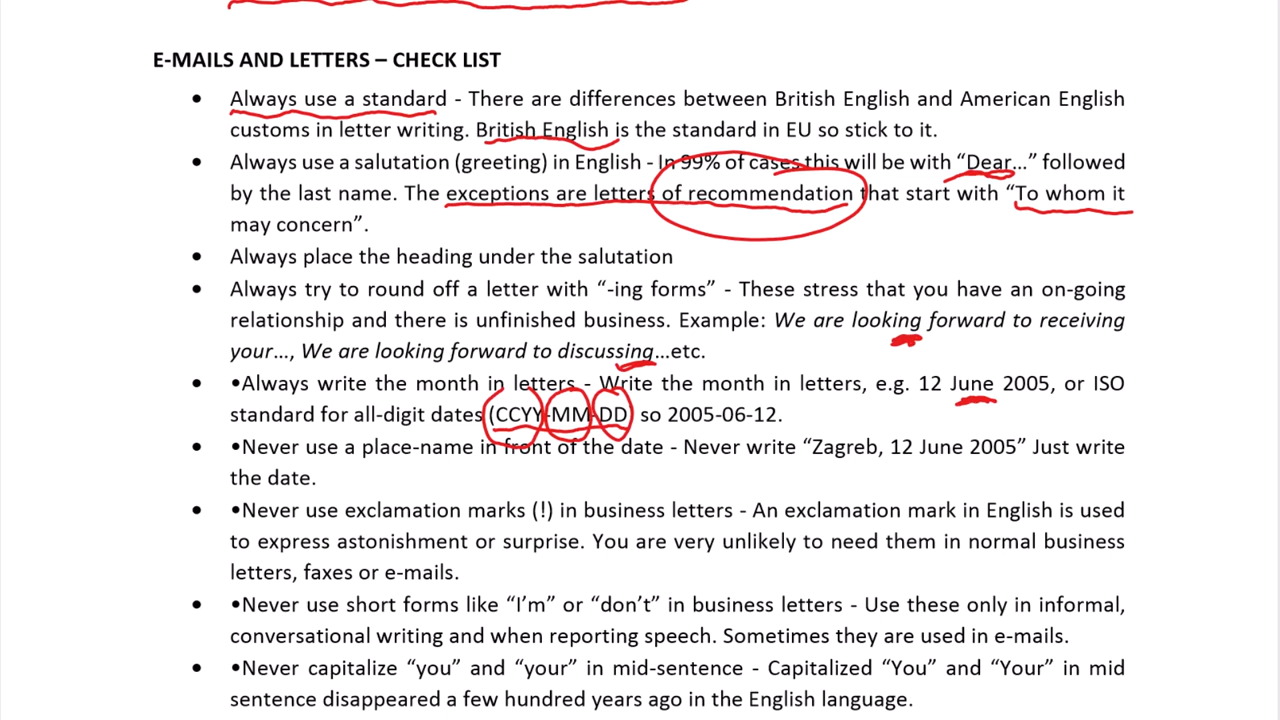 E-MAILS AND LETTERS – CHECK LIST
• Always use a standard - There are differences between British English and American English
customs in letter writing. British English is the standard in EU so stick to it.
• Always use a salutation (greeting) in English - In 99% of cases this will be with “Dear…” followed
by the last name. The exceptions are letters of recommendation that start with “To whom it
may concern”.
• Always place the heading under the salutation
• Always try to round off a letter with “-ing forms” - These stress that you have an on-going
relationship and there is unfinished business. Example: We are looking forward to receiving
your…, We are looking forward to discussing…etc.
• •Always write the month in letters - Write the month in letters, e.g. 12 June 2005, or ISO
standard for all-digit dates (CCYY-MM-DD) so 2005-06-12.
• •Never use a place-name in front of the date - Never write “Zagreb, 12 June 2005” Just write
the date.
• •Never use exclamation marks (!) in business letters - An exclamation mark in English is used
to express astonishment or surprise. You are very unlikely to need them in normal business
letters, faxes or e-mails.
• •Never use short forms like “I’m” or “don’t” in business letters - Use these only in informal,
conversational writing and when reporting speech. Sometimes they are used in e-mails.
• •Never capitalize “you” and “your” in mid-sentence - Capitalized “You” and “Your” in mid
sentence disappeared a few hundred years ago in the English language.